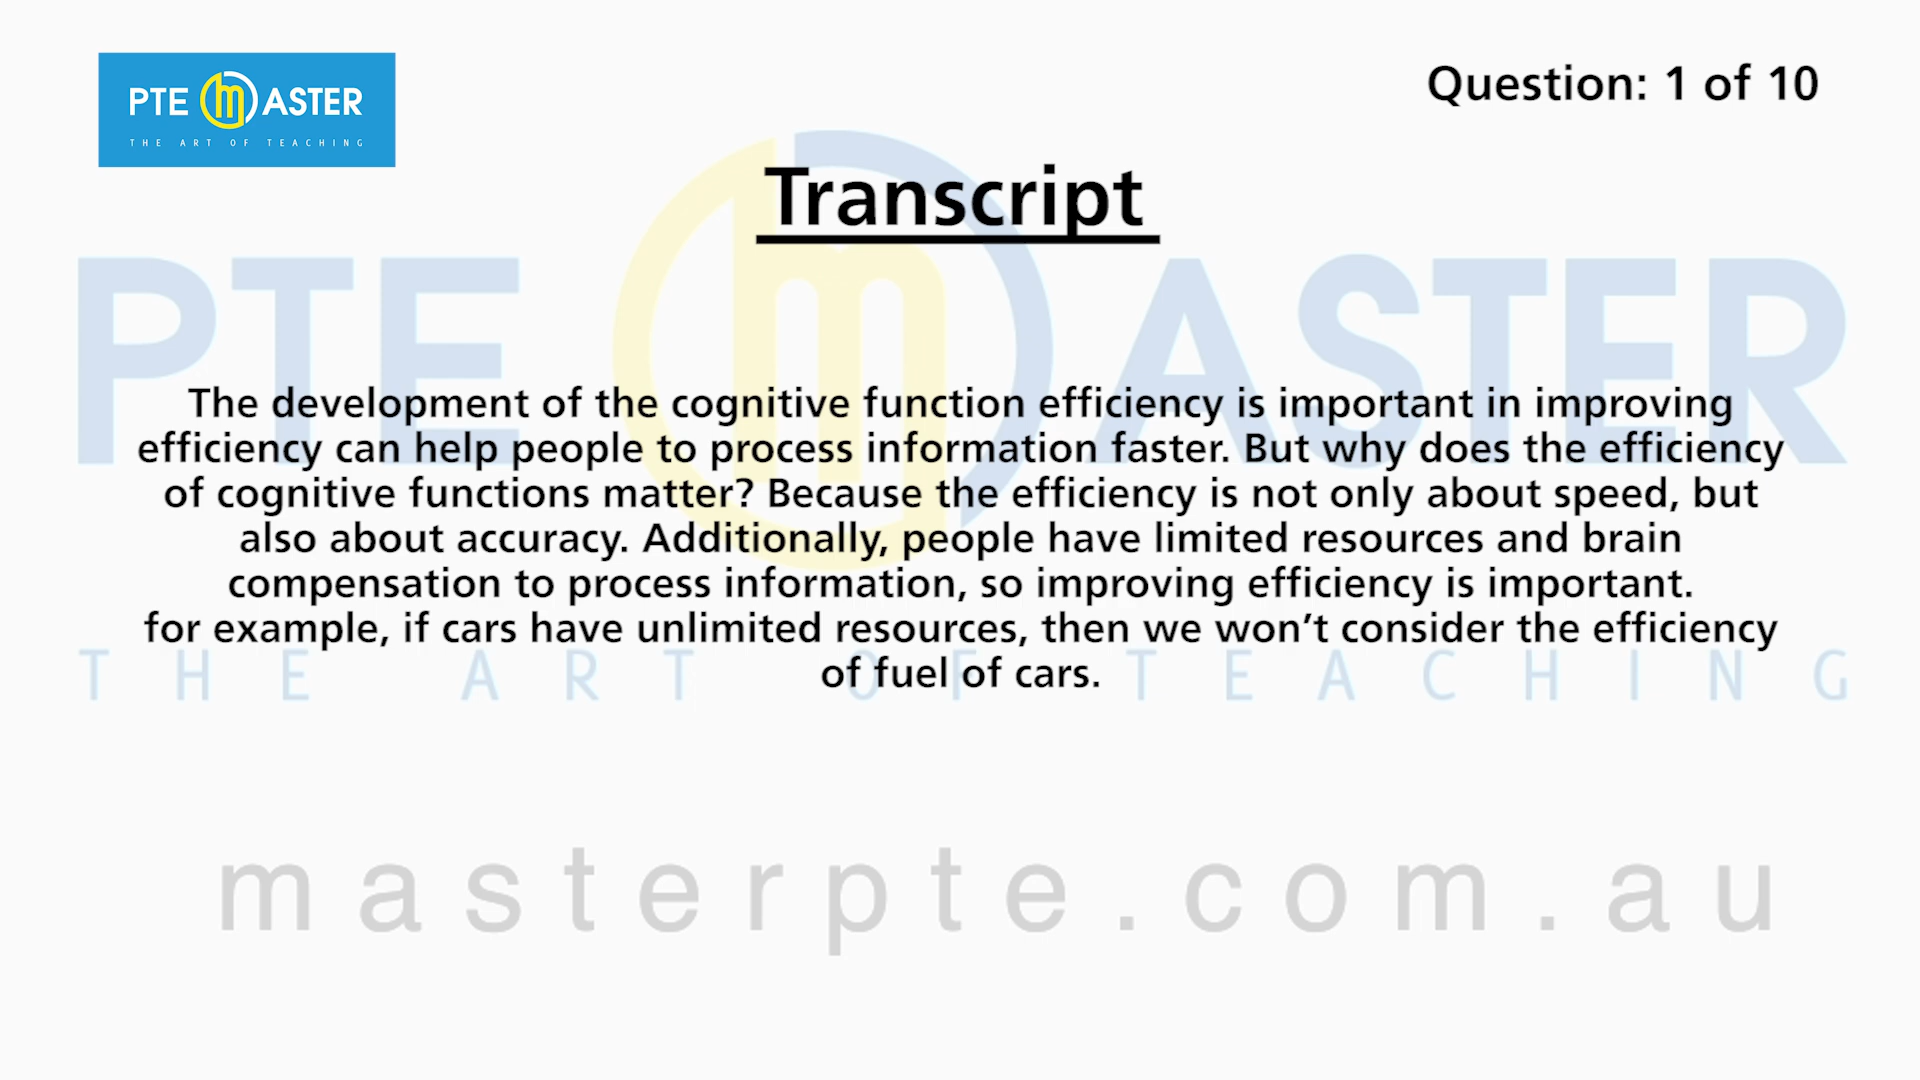 PTE MASTER
THE ART OF TEACHING
Question: 1 of 10
Transcript
PTE MASTER
The development of the cognitive function efficiency is important in improving
efficiency can help people to process information faster. But why does the efficiency
of cognitive functions matter? Because the efficiency is not only about speed, but
also about accuracy. Additionally, people have limited resources and brain
compensation to process information, so improving efficiency is important.
for example, if cars have unlimited resources, then we won’t consider the efficiency
of fuel of cars.
THE ART OF TEACHING
masterpte.com.au